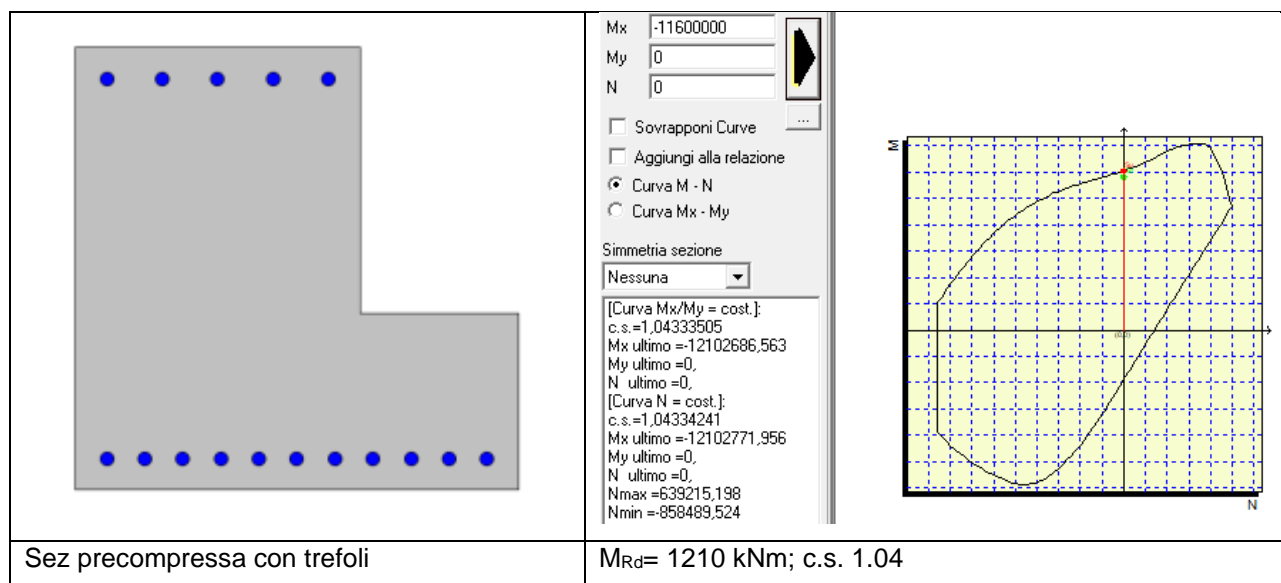 Mx -11600000
My 0
N 0
...
Sovrapponi Curve
Aggiungi alla relazione
Curva M - N
Curva Mx - My
Simmetria sezione
Nessuna
[Curva Mx/My = cost.]:
c.s.=1,04333505
Mx ultimo =-12102686,563
My ultimo =0,
N ultimo =0,
[Curva N = cost.]:
c.s.=1,04334241
Mx ultimo =-12102771,956
My ultimo =0,
N ultimo =0,
Nmax =639215,198
Nmin =-858489,524
M
(0,0)
N
Sez precompressa con trefoli
MRd= 1210 kNm; c.s. 1.04